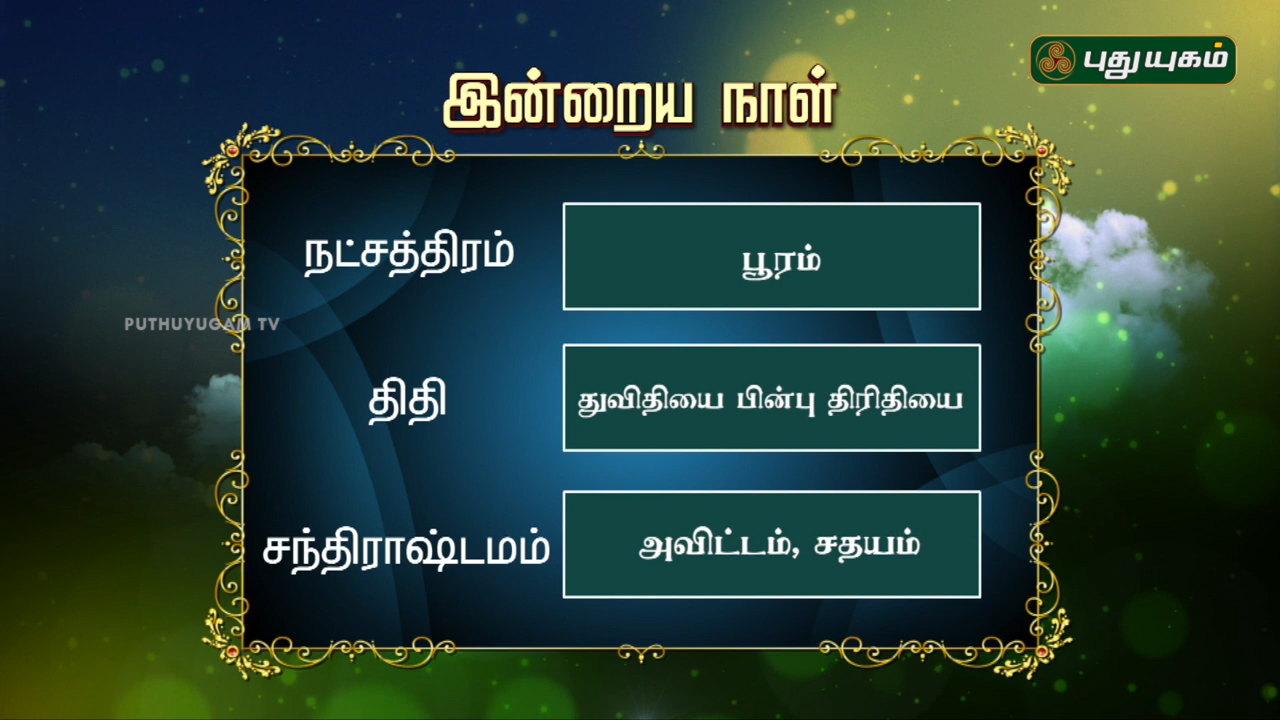 புதுயுகம்
இன்றைய நாள்
நட்சத்திரம்
பூரம்
PUTHUYUGAM TV
திதி
துவிதியை பின்பு திரிதியை
சந்திராஷ்டமம்
அவிட்டம், சதயம்